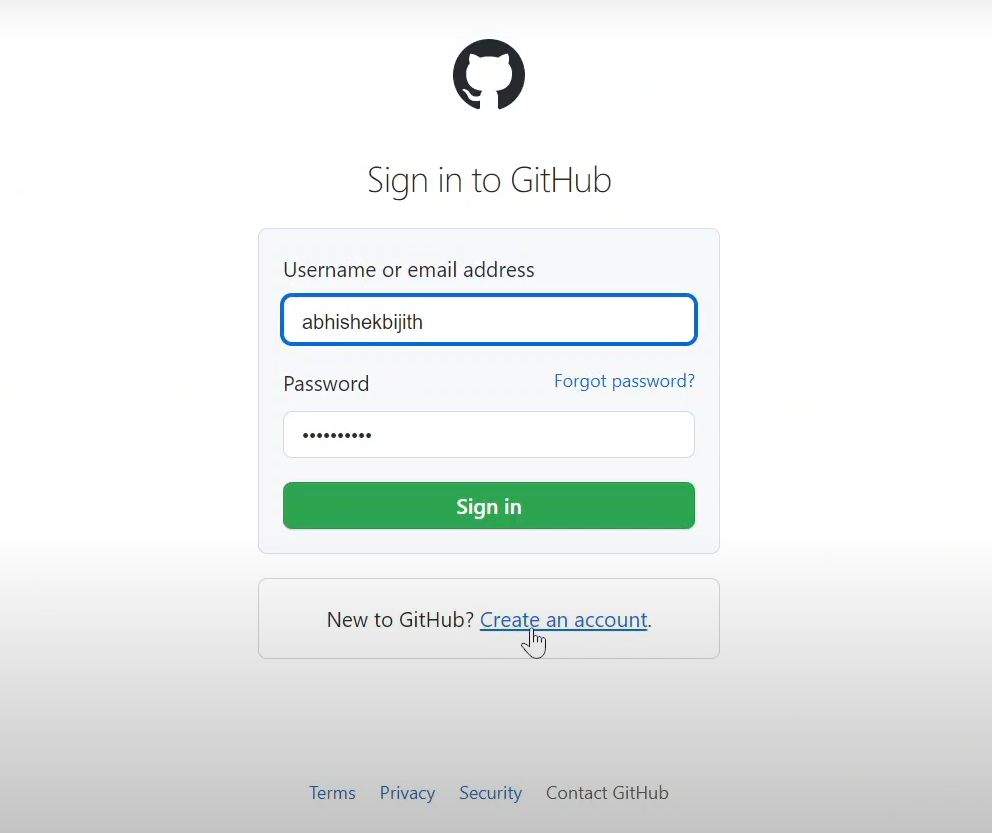 Sign in to GitHub
Username or email address
abhishekbijith
Password
Forgot password?
••••••••••
Sign in
New to GitHub? Create an account.
Terms Privacy Security Contact GitHub